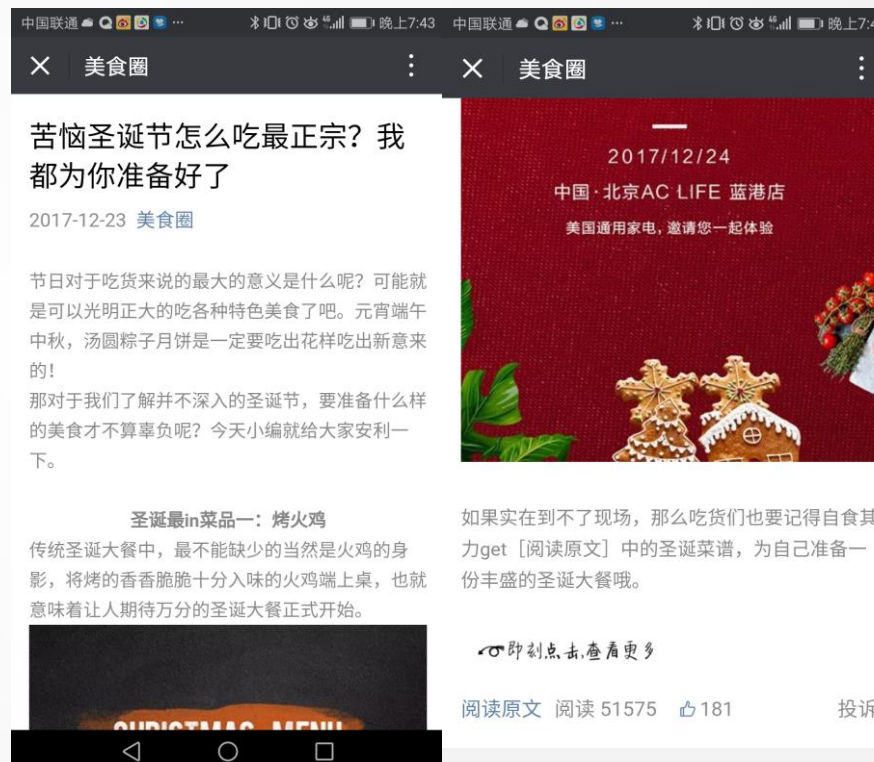 中国联通
晚上7:43
美食圈
苦恼圣诞节怎么吃最正宗？我
都为你准备好了
2017-12-23 美食圈
节日对于吃货来说的最大的意义是什么呢？可能就
是可以光明正大的吃各种特色美食了吧。元宵端午
中秋，汤圆粽子月饼是一定要吃出花样吃出新意来
的！
那对于我们了解并不深入的圣诞节，要准备什么样
的美食才不算辜负呢？今天小编就给大家安利一
下。
圣诞最in菜品一：烤火鸡
传统圣诞大餐中，最不能缺少的当然是火鸡的身
影，将烤的香香脆脆十分入味的火鸡端上桌，也就
意味着让人期待万分的圣诞大餐正式开始。
CHRISTMAS MENU
中国联通
晚上7:4
美食圈
2017/12/24
中国·北京AC LIFE 蓝港店
美国通用家电，邀请您一起体验
如果实在到不了现场，那么吃货们也要记得自食其
力get［阅读原文］中的圣诞菜谱，为自己准备一
份丰盛的圣诞大餐哦。
即刻点击，查看更多
阅读原文 阅读 51575 181 投诉